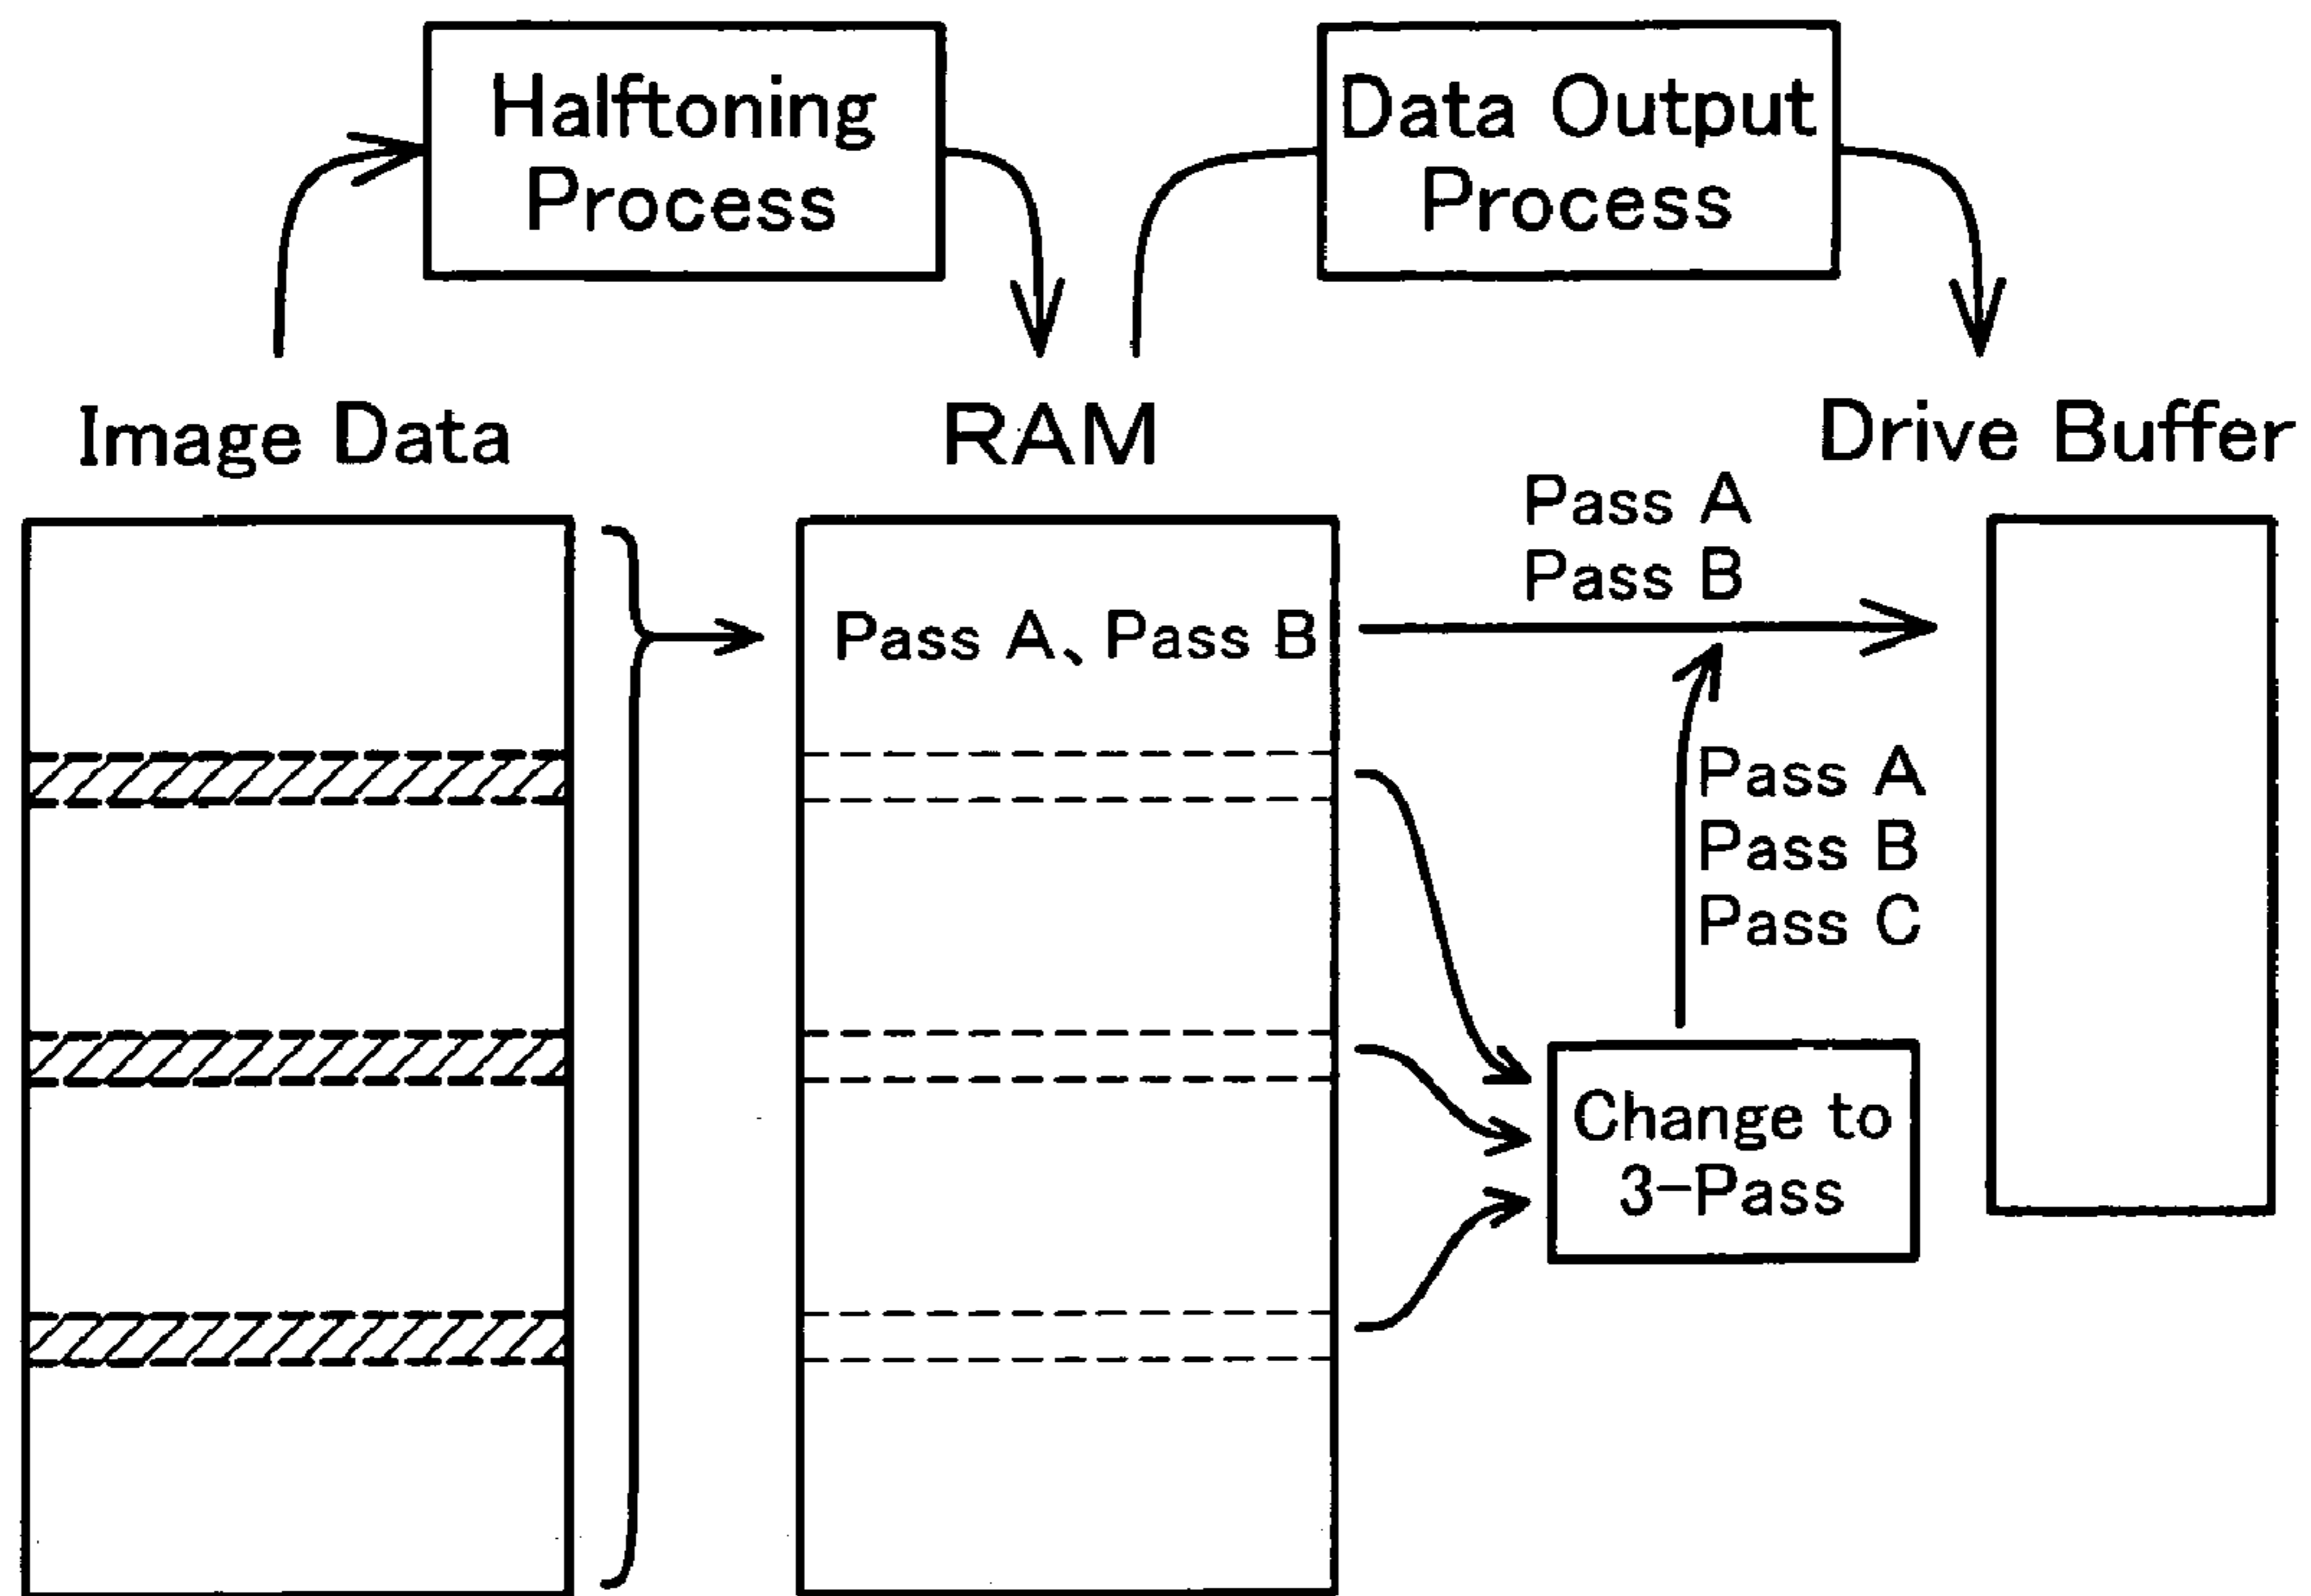 Halftoning
Process
Data Output
Process
Image Data
RAM
Drive Buffer
Pass A
Pass B
Pass A、Pass B
Pass A
Pass B
Pass C
Change to
3-Pass